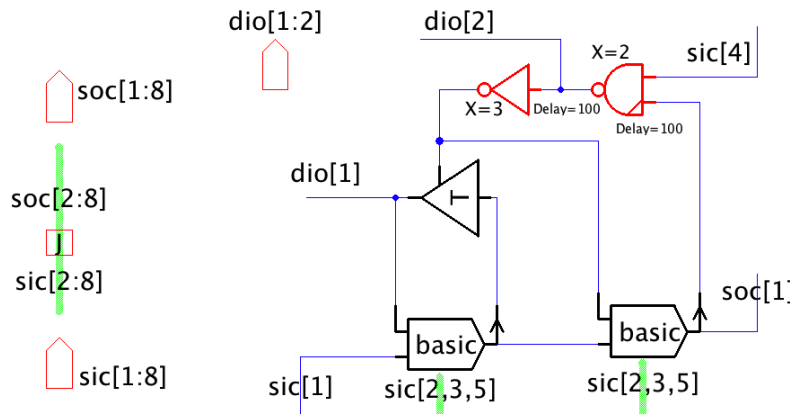 dio[1:2]
dio[2]
X=2
sic[4]
soc[1:8]
X=3
Delay=100
Delay=100
dio[1]
T
soc[2:8]
J
sic[2:8]
soc[1]
basic
basic
sic[1:8]
sic[1]
sic[2,3,5]
sic[2,3,5]